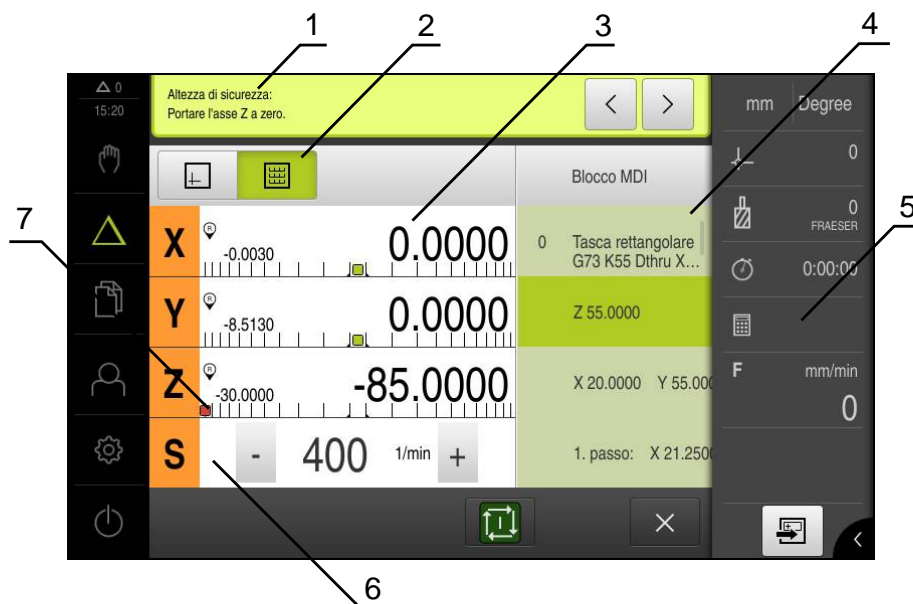 1
2
3
4
0
15:20
Altezza di sicurezza:
Portare l'asse Z a zero.
mm
Degree
0
Blocco MDI
X
R
-0.0030
0.0000
0 Tasca rettangolare
G73 K55 Dthru X...
0
FRAESER
5
7
0:00:00
Y
R
-8.5130
0.0000
Z 55.0000
Z
R
-30.0000
-85.0000
X 20.0000 Y 55.000
F mm/min
0
S
-
400
1/min
+
1. passo: X 21.2500
6